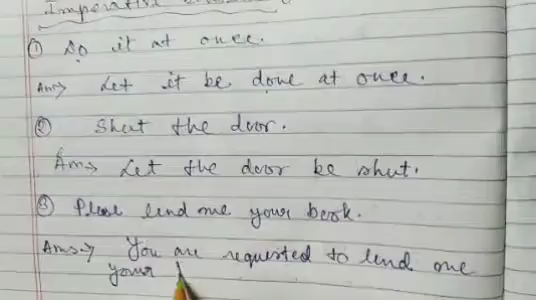 Imperative
① Do it at once.
Ans→ Let it be done at once.
② Shut the door.
Ans→ Let the door be shut.
③ Please lend me your book.
Ans→ You are requested to lend me
your